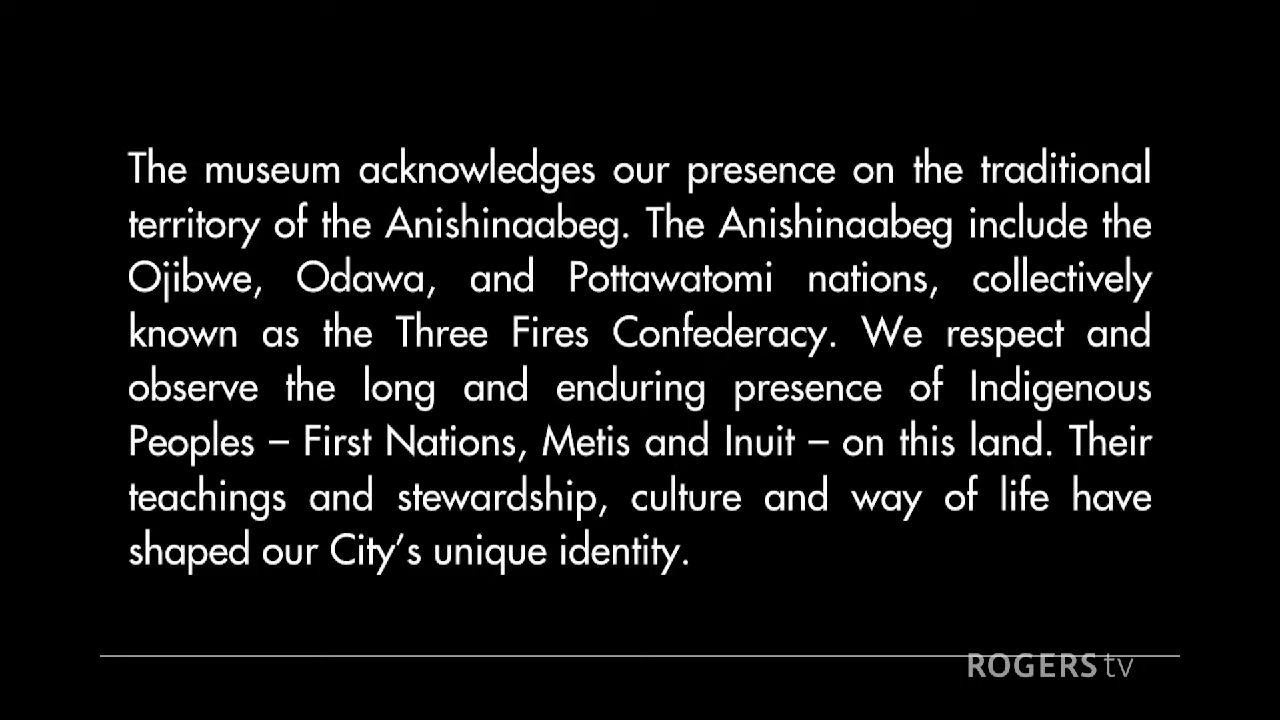 The museum acknowledges our presence on the traditional
territory of the Anishinaabeg. The Anishinaabeg include the
Ojibwe, Odawa, and Pottawatomi nations, collectively
known as the Three Fires Confederacy. We respect and
observe the long and enduring presence of Indigenous
Peoples – First Nations, Metis and Inuit – on this land. Their
teachings and stewardship, culture and way of life have
shaped our City’s unique identity.
ROGERS tv